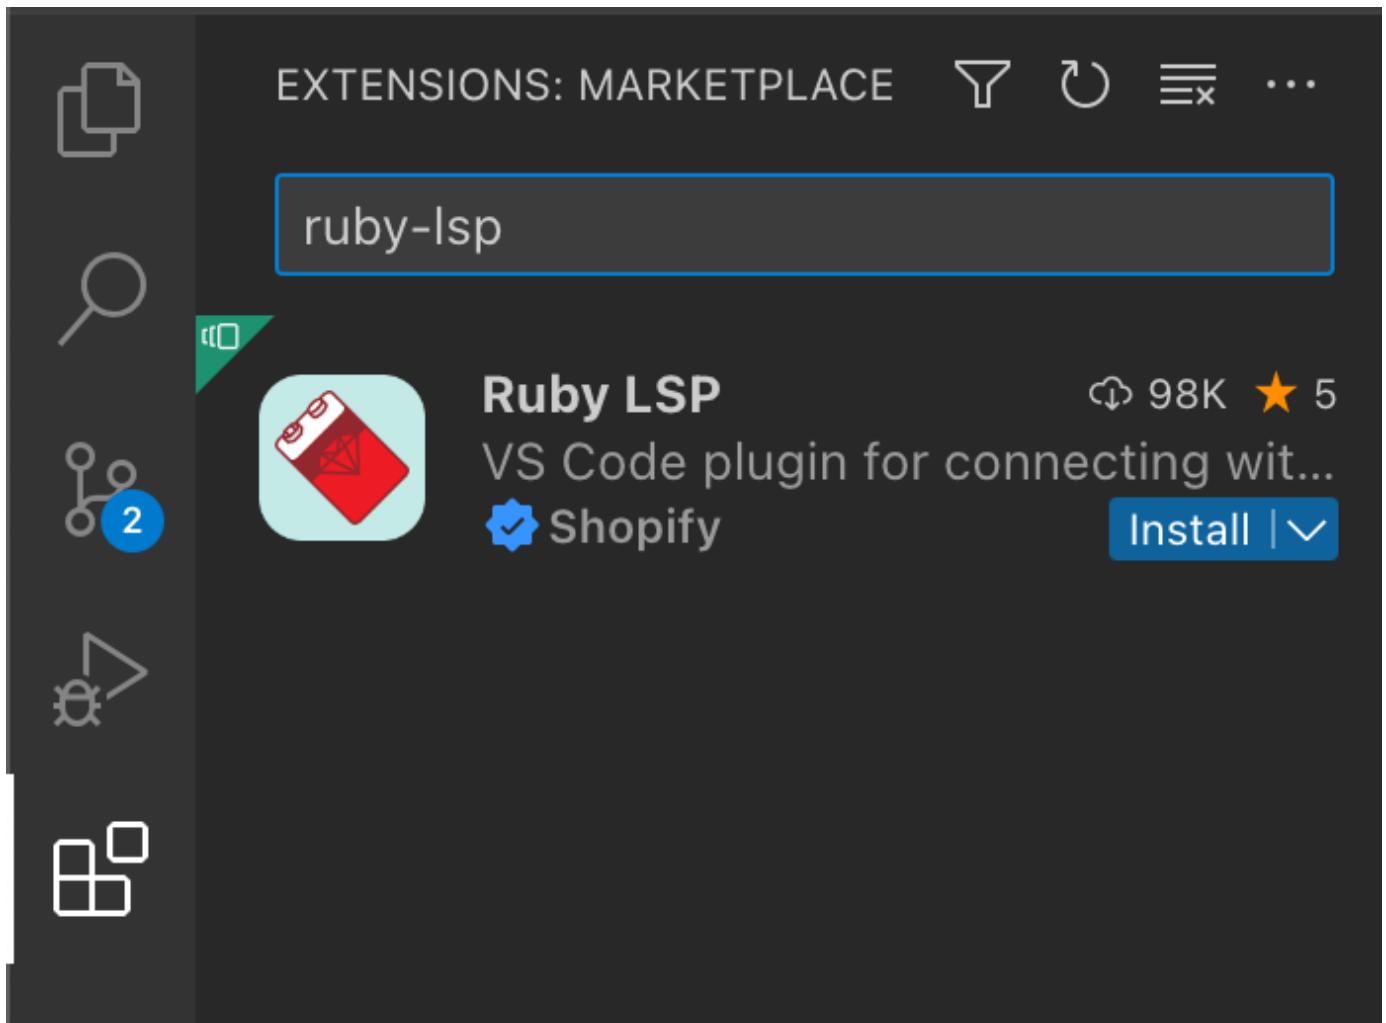 EXTENSIONS: MARKETPLACE
ruby-lsp
Ruby LSP 98K 5
VS Code plugin for connecting wit...
Shopify Install
2